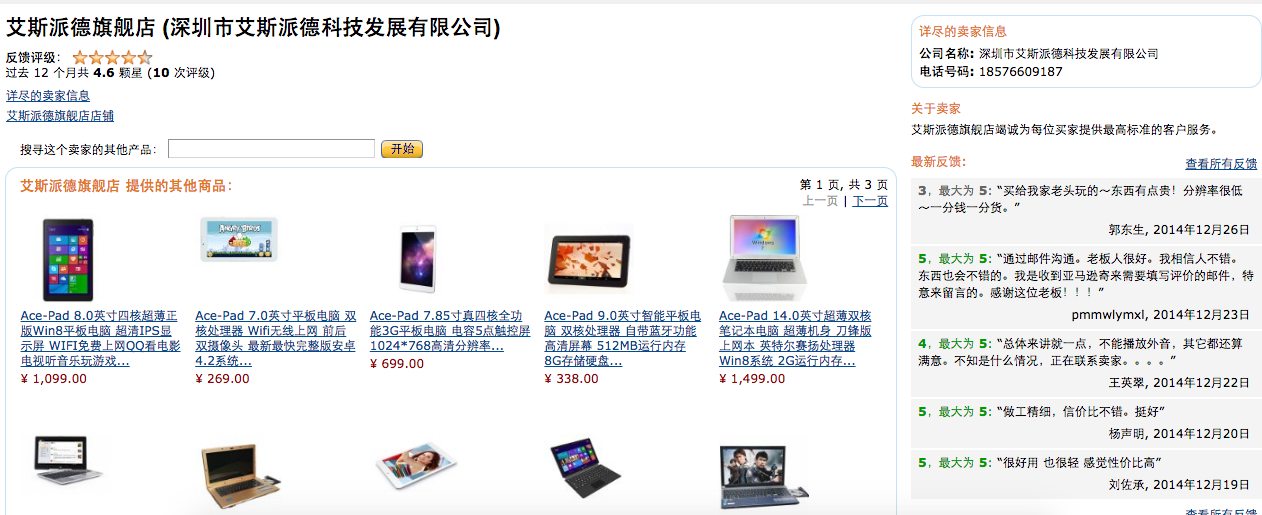 艾斯派德旗舰店 (深圳市艾斯派德科技发展有限公司)
反馈评级：
过去 12 个月共 4.6 颗星 (10 次评级)
详尽的卖家信息
艾斯派德旗舰店店铺
搜寻这个卖家的其他产品：
开始
艾斯派德旗舰店 提供的其他商品：
第 1 页, 共 3 页
上一页 | 下一页
Ace-Pad 8.0英寸四核超薄正
版Win8平板电脑 超清IPS显
示屏 WIFI免费上网QQ看电影
电视听音乐玩游戏...
¥ 1,099.00
Ace-Pad 7.0英寸平板电脑 双
核处理器 Wifi无线上网 前后
双摄像头 最新最快完整版安卓
4.2系统...
¥ 269.00
Ace-Pad 7.85寸真四核全功
能3G平板电脑 电容5点触控屏
1024*768高清分辨率...
¥ 699.00
Ace-Pad 9.0英寸智能平板电
脑 双核处理器 自带蓝牙功能
高清屏幕 512MB运行内存
8G存储硬盘...
¥ 338.00
Ace-Pad 14.0英寸超薄双核
笔记本电脑 超薄机身 刀锋版
上网本 英特尔赛扬处理器
Win8系统 2G运行内存...
¥ 1,499.00
详尽的卖家信息
公司名称: 深圳市艾斯派德科技发展有限公司
电话号码: 18576609187
关于卖家
艾斯派德旗舰店竭诚为每位买家提供最高标准的客户服务。
最新反馈:
查看所有反馈
3，最大为 5: “买给我家老头玩的～东西有点贵！分辨率很低
～一分钱一分货。”
郭东生, 2014年12月26日
5，最大为 5: “通过邮件沟通。老板人很好。我相信人不错。
东西也会不错的。我是收到亚马逊寄来需要填写评价的邮件，特
意来留言的。感谢这位老板！！！”
pmmwlymxl, 2014年12月23日
4，最大为 5: “总体来讲就一点，不能播放外音，其它都还算
满意。不知是什么情况，正在联系卖家。。。。”
王英翠, 2014年12月22日
5，最大为 5: “做工精细，信价比不错。挺好”
杨声明, 2014年12月20日
5，最大为 5: “很好用 也很轻 感觉性价比高”
刘佐承, 2014年12月19日
查看所有反馈